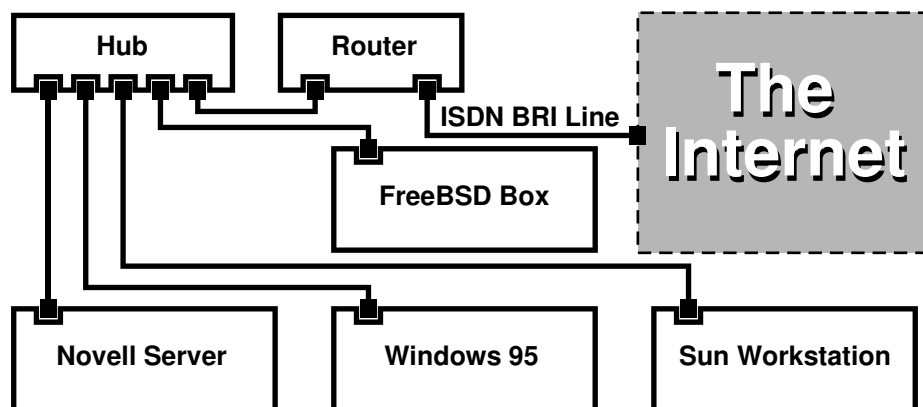 Hub
Router
The
Internet
ISDN BRI Line
FreeBSD Box
Novell Server
Windows 95
Sun Workstation